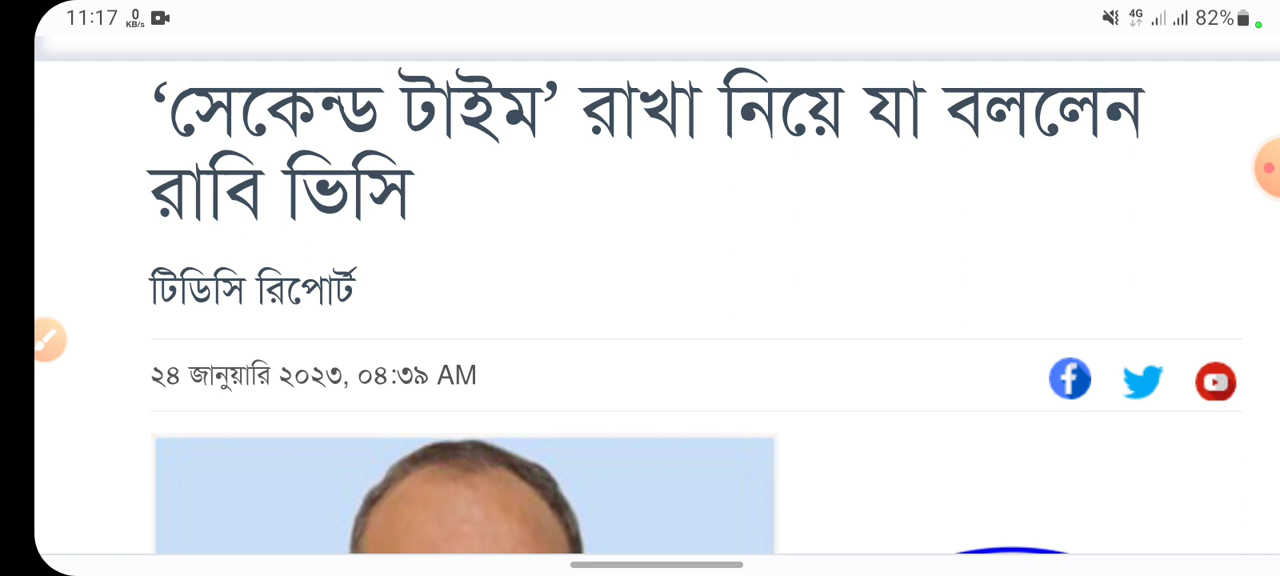 11:17 0 KB/s 4G 82%
‘সেকেন্ড টাইম’ রাখা নিয়ে যা বললেন
রাবি ভিসি
টিডিসি রিপোর্ট
২৪ জানুয়ারি ২০২৩, ০৪:৩৯ AM